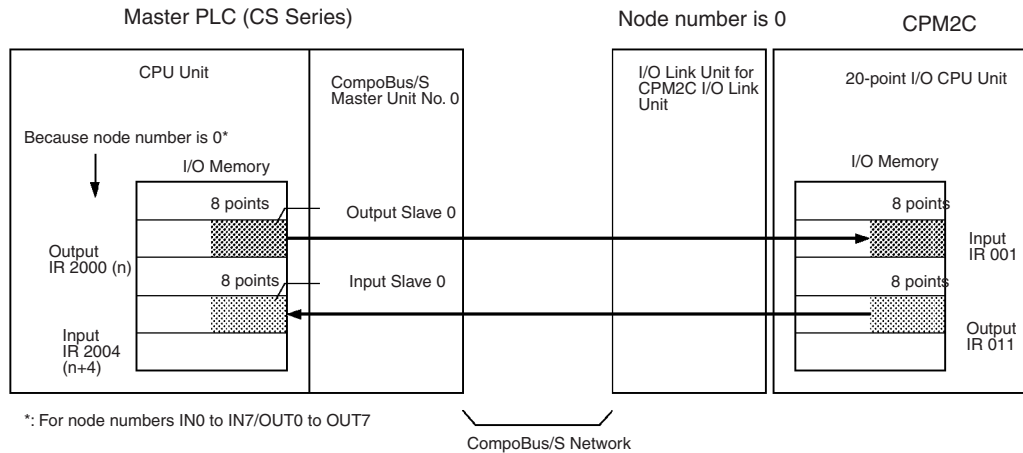 Master PLC (CS Series)
Node number is 0
CPM2C
CPU Unit
CompoBus/S
Master Unit No. 0
I/O Link Unit for
CPM2C I/O Link
Unit
20-point I/O CPU Unit
Because node number is 0*
I/O Memory
I/O Memory
8 points
8 points
Output Slave 0
Output
IR 2000 (n)
Input
IR 001
8 points
Input Slave 0
8 points
Input
IR 2004
(n+4)
Output
IR 011
*: For node numbers IN0 to IN7/OUT0 to OUT7
CompoBus/S Network